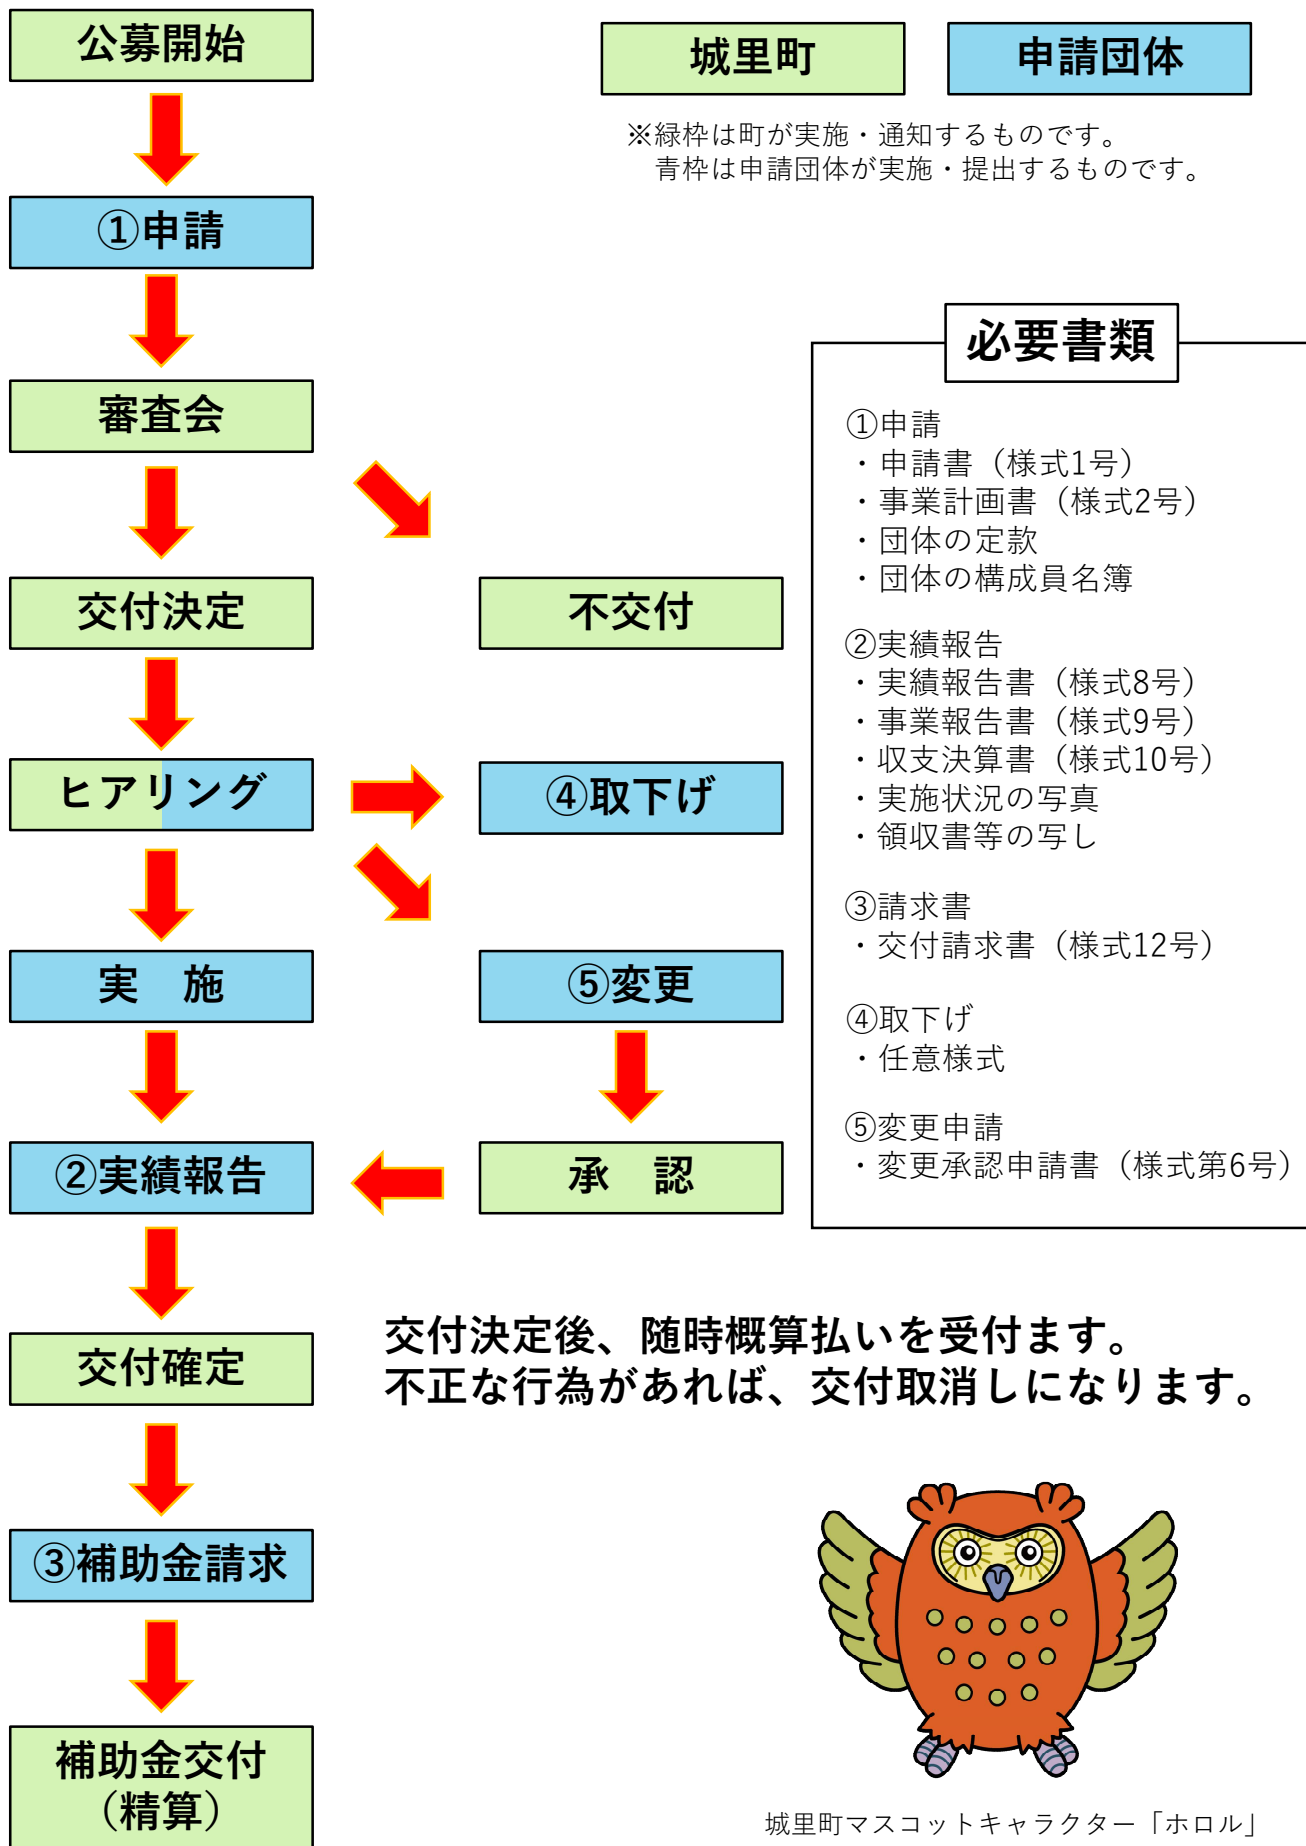 公募開始
城里町
申請団体
※緑枠は町が実施・通知するものです。
青枠は申請団体が実施・提出するものです。
①申請
審査会
交付決定
不交付
ヒアリング
④取下げ
実　施
⑤変更
②実績報告
承　認
交付確定
③補助金請求
補助金交付
（精算）
必要書類
①申請
・申請書（様式1号）
・事業計画書（様式2号）
・団体の定款
・団体の構成員名簿
②実績報告
・実績報告書（様式8号）
・事業報告書（様式9号）
・収支決算書（様式10号）
・実施状況の写真
・領収書等の写し
③請求書
・交付請求書（様式12号）
④取下げ
・任意様式
⑤変更申請
・変更承認申請書（様式第6号）
交付決定後、随時概算払いを受付ます。
不正な行為があれば、交付取消しになります。
城里町マスコットキャラクター「ホロル」